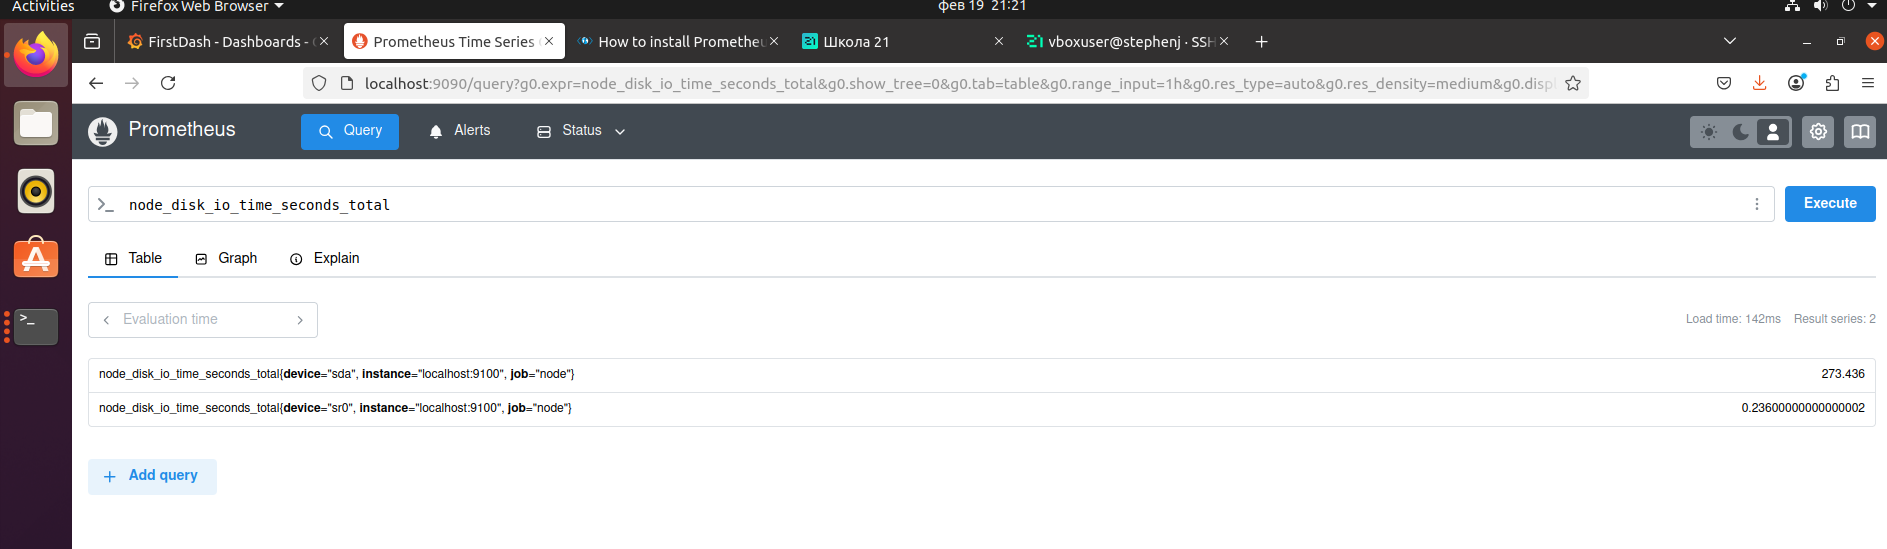 Activities Firefox Web Browser фев 19 21:21
FirstDash - Dashboards - Prometheus Time Series How to install Prometheu Школа 21 vboxuser@stephenj · SSH
localhost:9090/query?g0.expr=node_disk_io_time_seconds_total&g0.show_tree=0&g0.tab=table&g0.range_input=1h&g0.res_type=auto&g0.res_density=medium&g0.disp
Prometheus Query Alerts Status
>_ node_disk_io_time_seconds_total Execute
Table Graph Explain
Evaluation time Load time: 142ms Result series: 2
node_disk_io_time_seconds_total{device="sda", instance="localhost:9100", job="node"} 273.436
node_disk_io_time_seconds_total{device="sr0", instance="localhost:9100", job="node"} 0.23600000000000002
+ Add query